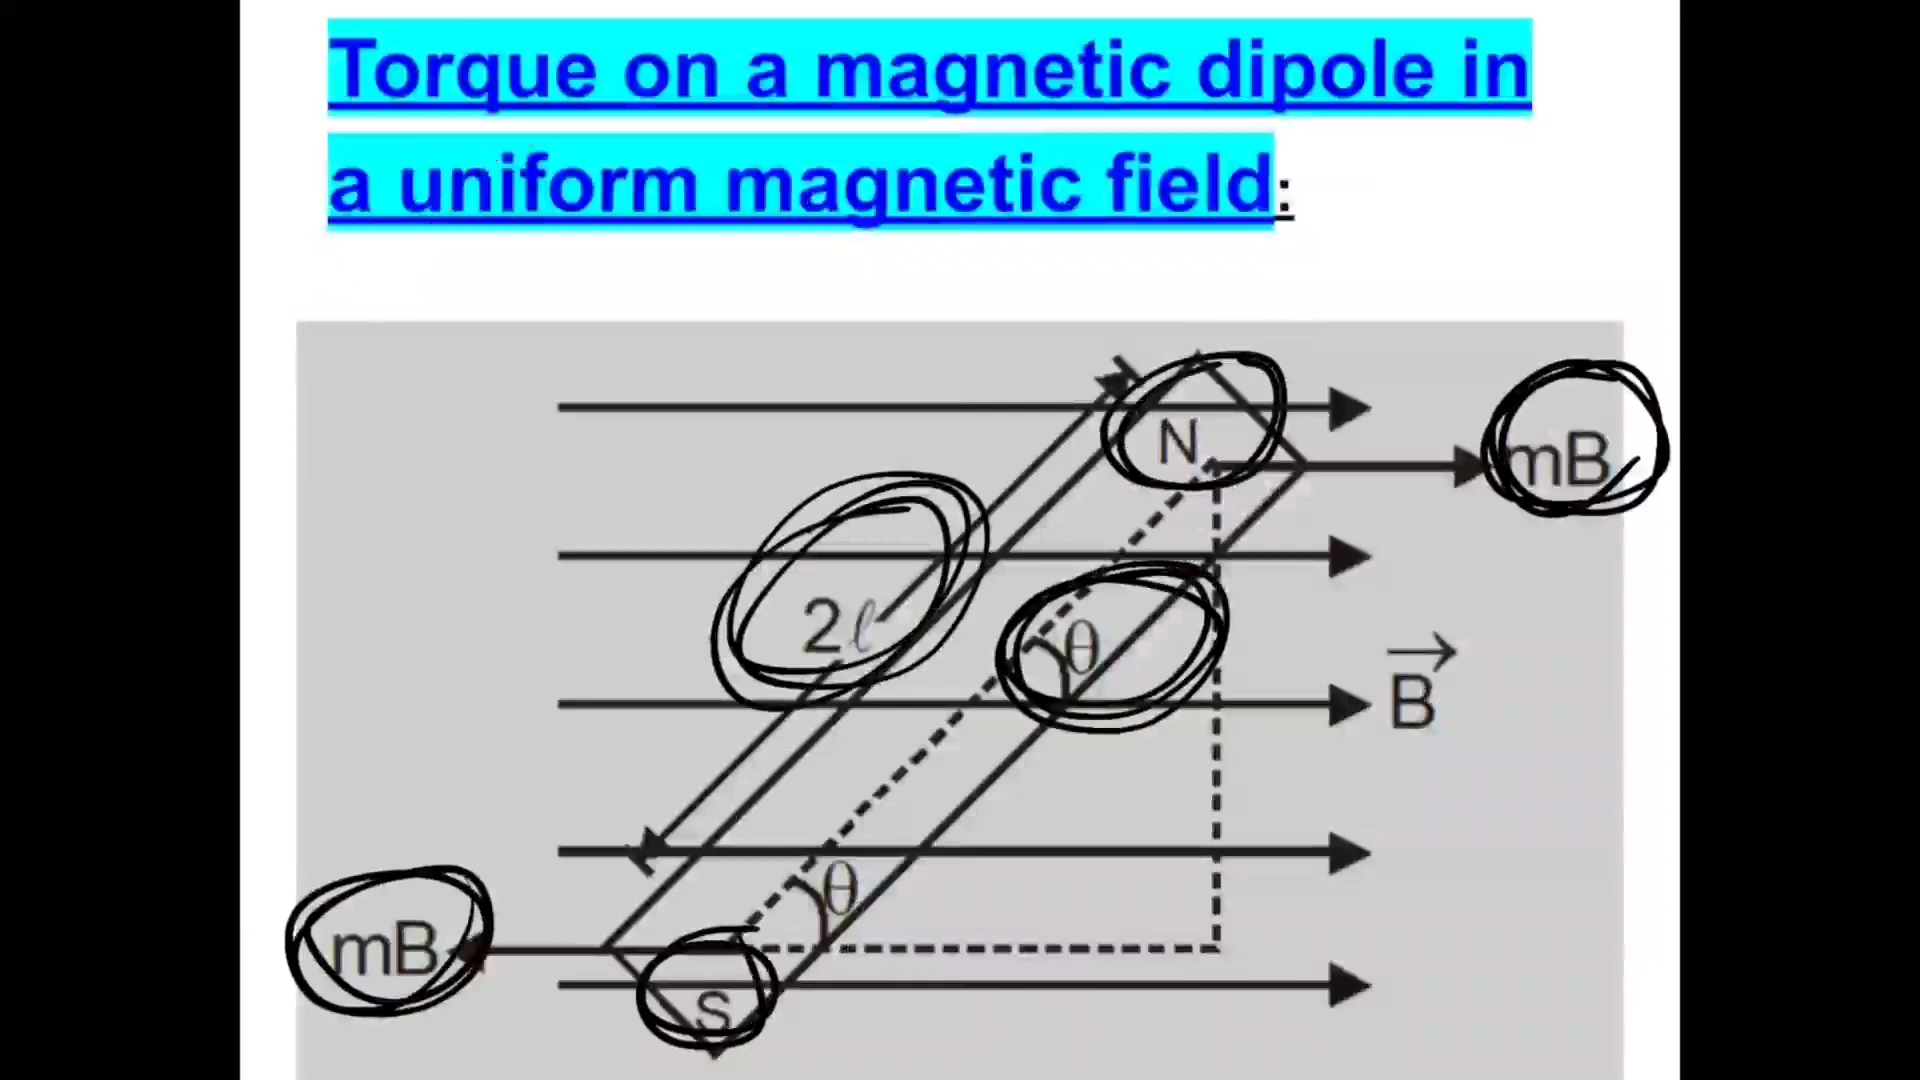 Torque on a magnetic dipole in
a uniform magnetic field:
N
mB
2ℓ
θ
B
θ
mB
S